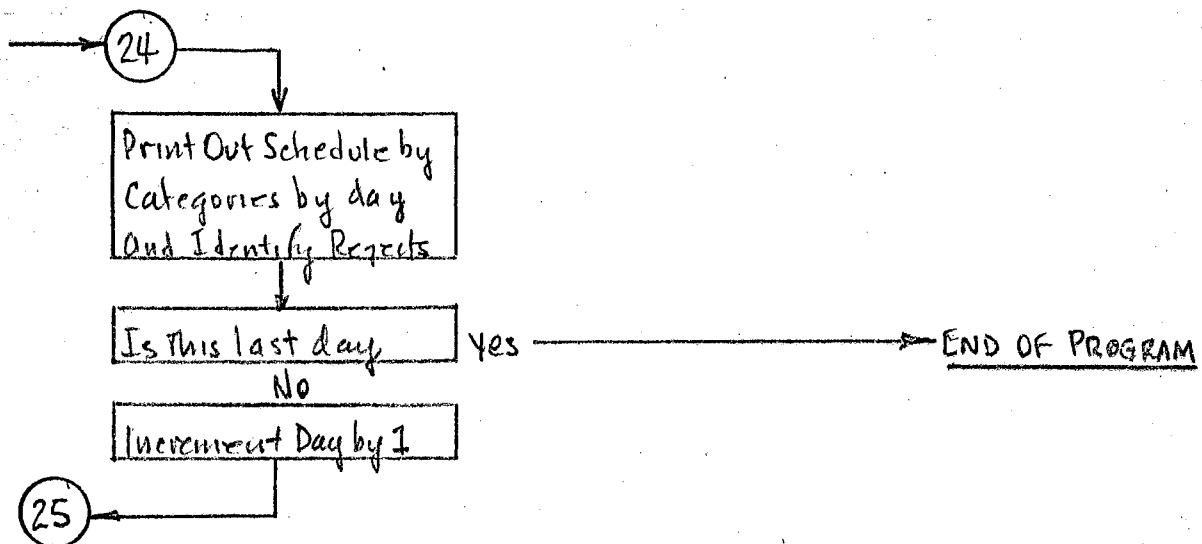 24
Print Out Schedule by
Categories by day
And Identify Rejects
Is This last day
Yes
END OF PROGRAM
No
Increment Day by 1
25